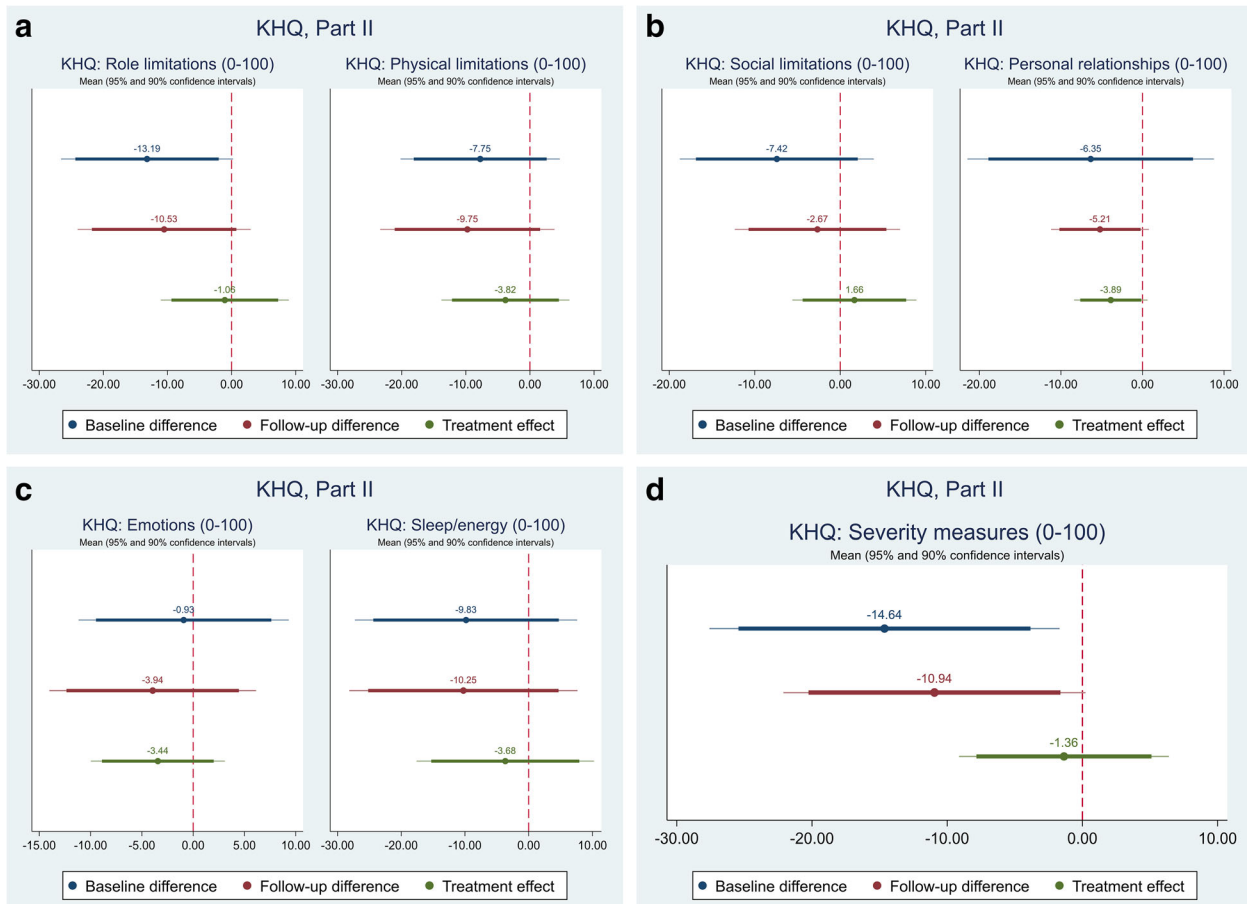 a
KHQ, Part II
KHQ: Role limitations (0-100)
Mean (95% and 90% confidence intervals)
-13.19
-10.53
-1.06
-30.00 -20.00 -10.00 0.00 10.00
KHQ: Physical limitations (0-100)
Mean (95% and 90% confidence intervals)
-7.75
-9.75
-3.82
-30.00 -20.00 -10.00 0.00 10.00
Baseline difference Follow-up difference Treatment effect
b
KHQ, Part II
KHQ: Social limitations (0-100)
Mean (95% and 90% confidence intervals)
-7.42
-2.67
1.66
-20.00 -10.00 0.00 10.00
KHQ: Personal relationships (0-100)
Mean (95% and 90% confidence intervals)
-6.35
-5.21
-3.89
-20.00 -10.00 0.00 10.00
Baseline difference Follow-up difference Treatment effect
c
KHQ, Part II
KHQ: Emotions (0-100)
Mean (95% and 90% confidence intervals)
-0.93
-3.94
-3.44
-15.00 -10.00 -5.00 0.00 5.00 10.00
KHQ: Sleep/energy (0-100)
Mean (95% and 90% confidence intervals)
-9.83
-10.25
-3.68
-30.00 -20.00 -10.00 0.00 10.00
Baseline difference Follow-up difference Treatment effect
d
KHQ, Part II
KHQ: Severity measures (0-100)
Mean (95% and 90% confidence intervals)
-14.64
-10.94
-1.36
-30.00 -20.00 -10.00 0.00 10.00
Baseline difference Follow-up difference Treatment effect